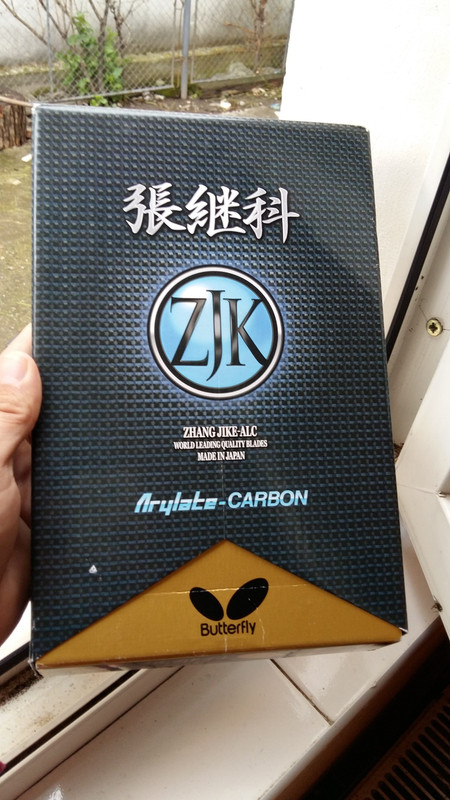 張継科
ZJK
ZHANG JIKE-ALC
WORLD LEADING QUALITY BLADES
MADE IN JAPAN
Arylate-CARBON
Butterfly